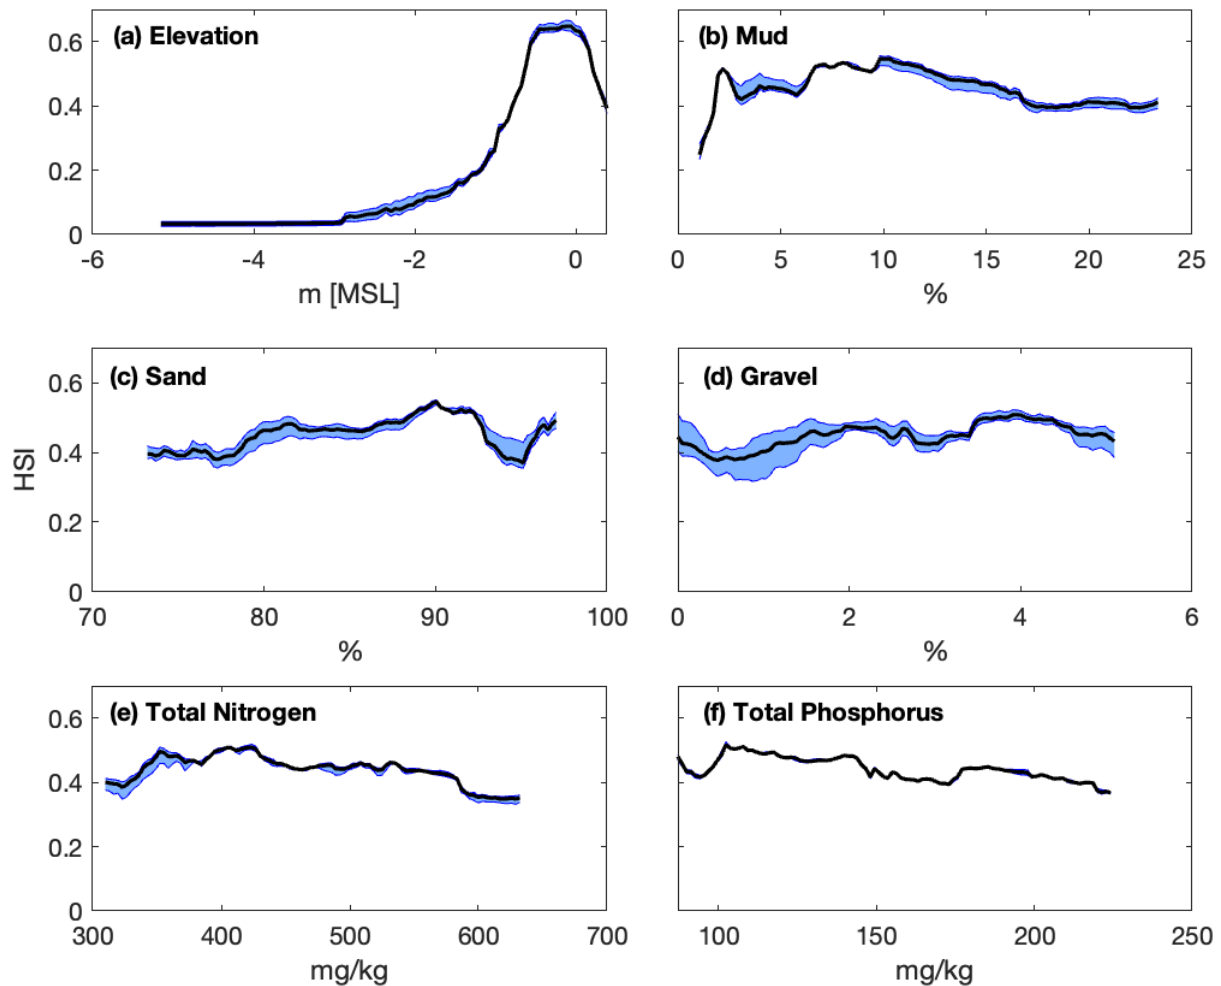 (a) Elevation
0.6
0.4
0.2
0
-6 -4 -2 0
m [MSL]
(b) Mud
0 5 10 15 20 25
%
HSI
(c) Sand
0.6
0.4
0.2
0
70 80 90 100
%
(d) Gravel
0 2 4 6
%
(e) Total Nitrogen
0.6
0.4
0.2
0
300 400 500 600 700
mg/kg
(f) Total Phosphorus
100 150 200 250
mg/kg